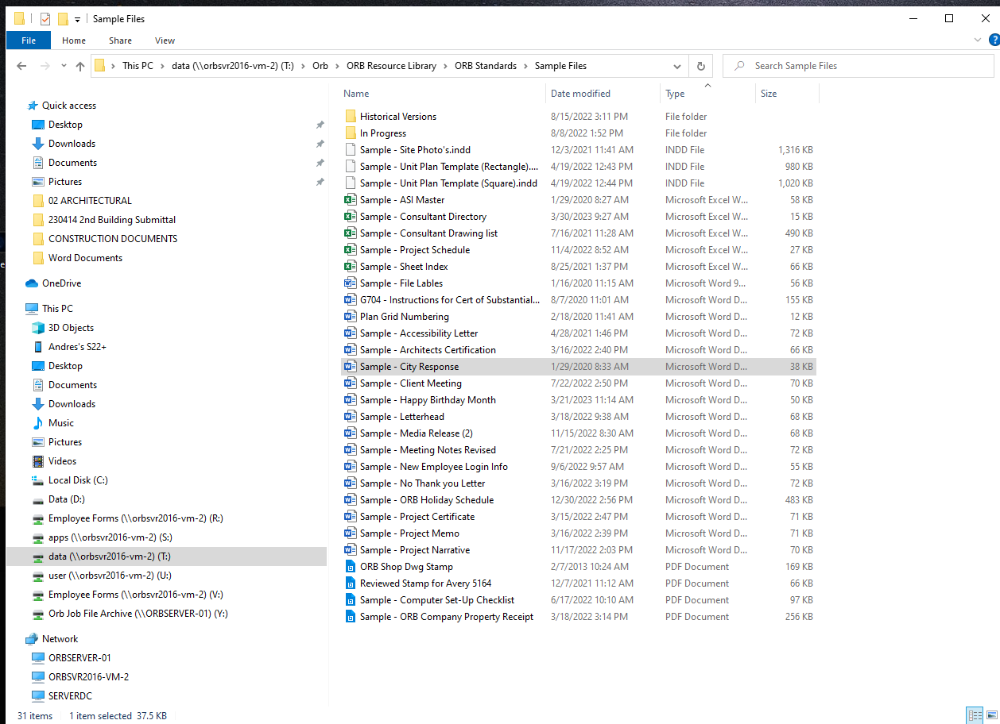 Sample Files
File Home Share View
This PC data (\\orbsvr2016-vm-2) (T:) Orb ORB Resource Library ORB Standards Sample Files Search Sample Files
Quick access
Desktop
Downloads
Documents
Pictures
02 ARCHITECTURAL
230414 2nd Building Submittal
CONSTRUCTION DOCUMENTS
Word Documents
OneDrive
This PC
3D Objects
Andres's S22+
Desktop
Documents
Downloads
Music
Pictures
Videos
Local Disk (C:)
Data (D:)
Employee Forms (\\orbsvr2016-vm-2) (R:)
apps (\\orbsvr2016-vm-2) (S:)
data (\\orbsvr2016-vm-2) (T:)
user (\\orbsvr2016-vm-2) (U:)
Employee Forms (\\orbsvr2016-vm-2) (V:)
Orb Job File Archive (\\ORBSERVER-01) (Y:)
Network
ORBSERVER-01
ORBSVR2016-VM-2
SERVERDC
Name Date modified Type Size
Historical Versions 8/15/2022 3:11 PM File folder
In Progress 8/8/2022 1:52 PM File folder
Sample - Site Photo's.indd 12/3/2021 11:41 AM INDD File 1,316 KB
Sample - Unit Plan Template (Rectangle).... 4/19/2022 12:43 PM INDD File 980 KB
Sample - Unit Plan Template (Square).indd 4/19/2022 12:44 PM INDD File 1,020 KB
Sample - ASI Master 1/29/2020 8:27 AM Microsoft Excel W... 58 KB
Sample - Consultant Directory 3/30/2023 9:27 AM Microsoft Excel W... 15 KB
Sample - Consultant Drawing list 7/16/2021 11:28 AM Microsoft Excel W... 490 KB
Sample - Project Schedule 11/4/2022 8:52 AM Microsoft Excel W... 27 KB
Sample - Sheet Index 8/25/2021 1:37 PM Microsoft Excel W... 66 KB
Sample - File Lables 1/16/2020 11:15 AM Microsoft Word 9... 56 KB
G704 - Instructions for Cert of Substantial... 8/7/2020 11:01 AM Microsoft Word D... 155 KB
Plan Grid Numbering 2/18/2020 11:41 AM Microsoft Word D... 12 KB
Sample - Accessibility Letter 4/28/2021 1:46 PM Microsoft Word D... 72 KB
Sample - Architects Certification 3/16/2022 2:40 PM Microsoft Word D... 66 KB
Sample - City Response 1/29/2020 8:33 AM Microsoft Word D... 38 KB
Sample - Client Meeting 7/22/2022 2:50 PM Microsoft Word D... 70 KB
Sample - Happy Birthday Month 3/21/2023 11:14 AM Microsoft Word D... 50 KB
Sample - Letterhead 3/18/2022 9:38 AM Microsoft Word D... 68 KB
Sample - Media Release (2) 11/15/2022 8:30 AM Microsoft Word D... 68 KB
Sample - Meeting Notes Revised 7/21/2022 2:25 PM Microsoft Word D... 72 KB
Sample - New Employee Login Info 9/6/2022 9:57 AM Microsoft Word D... 55 KB
Sample - No Thank you Letter 3/16/2022 3:19 PM Microsoft Word D... 72 KB
Sample - ORB Holiday Schedule 12/30/2022 2:56 PM Microsoft Word D... 483 KB
Sample - Project Certificate 3/15/2022 2:47 PM Microsoft Word D... 71 KB
Sample - Project Memo 3/16/2022 2:39 PM Microsoft Word D... 71 KB
Sample - Project Narrative 11/17/2022 2:03 PM Microsoft Word D... 70 KB
ORB Shop Dwg Stamp 2/7/2013 10:24 AM PDF Document 169 KB
Reviewed Stamp for Avery 5164 12/7/2021 11:12 AM PDF Document 66 KB
Sample - Computer Set-Up Checklist 6/17/2022 10:10 AM PDF Document 97 KB
Sample - ORB Company Property Receipt 3/18/2022 3:14 PM PDF Document 256 KB
31 items 1 item selected 37.5 KB